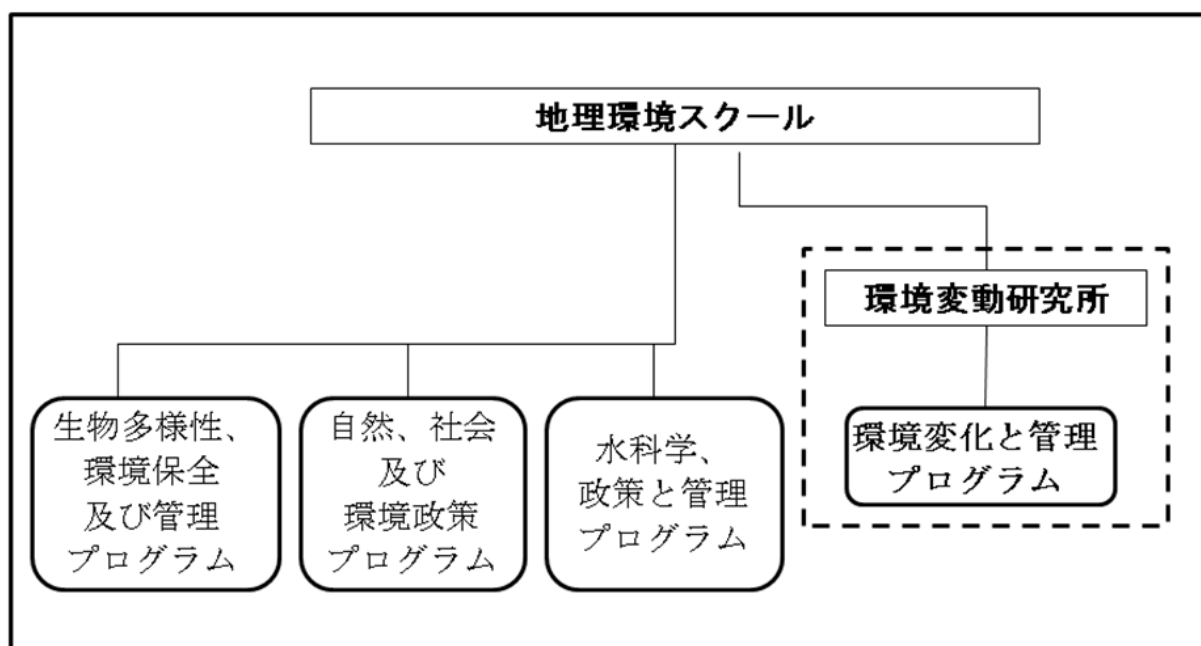 地理環境スクール
環境変動研究所
生物多様性、
環境保全
及び管理
プログラム
自然、社会
及び
環境政策
プログラム
水科学、
政策と管理
プログラム
環境変化と管理
プログラム